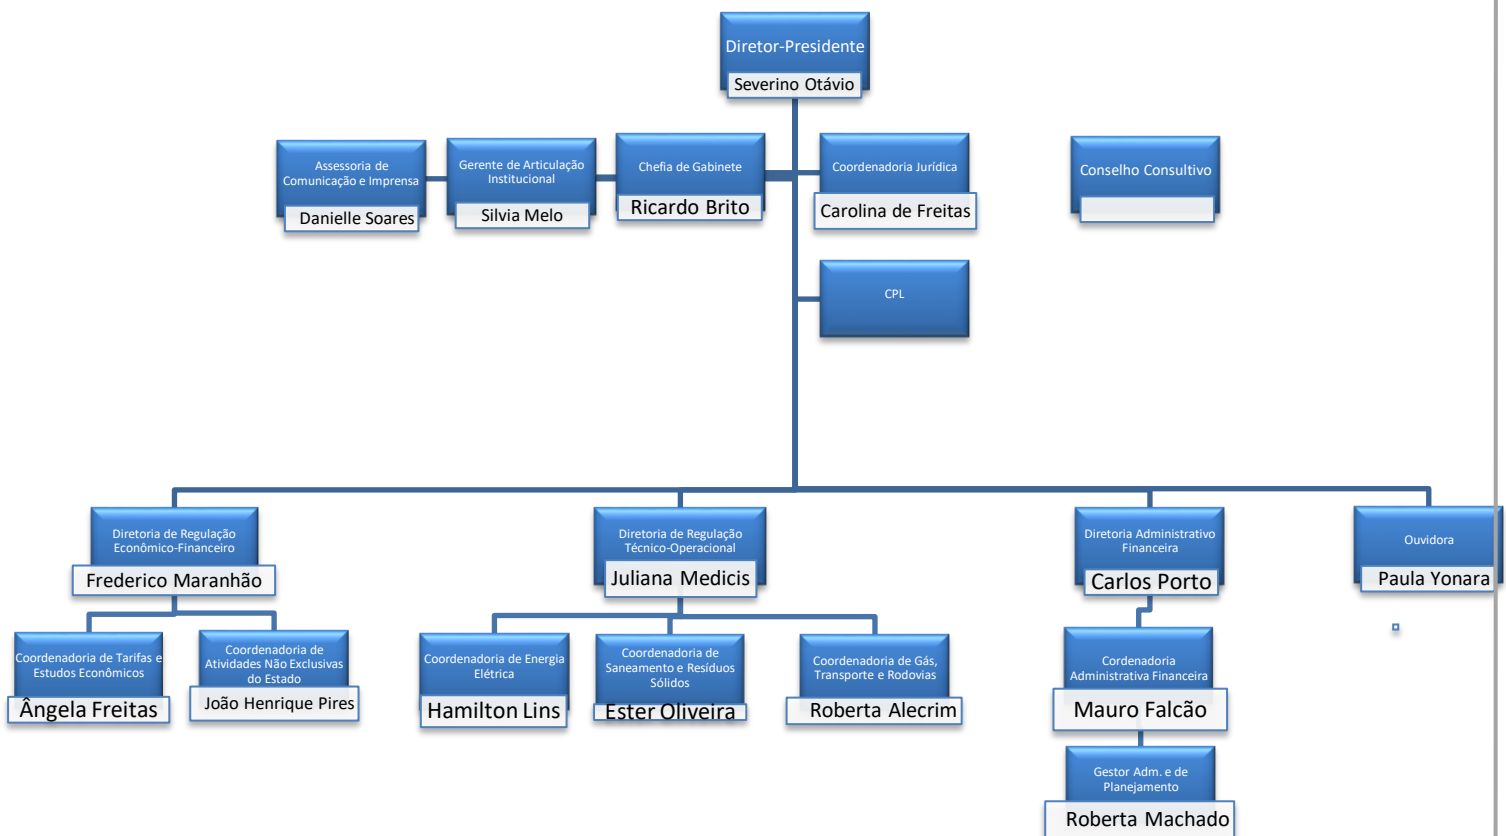 Diretor-Presidente
Severino Otávio
Assessoria de
Comunicação e Imprensa
Danielle Soares
Gerente de Articulação
Institucional
Silvia Melo
Chefia de Gabinete
Ricardo Brito
Coordenadoria Jurídica
Carolina de Freitas
Conselho Consultivo
CPL
Diretoria de Regulação
Econômico-Financeiro
Frederico Maranhão
Diretoria de Regulação
Técnico-Operacional
Juliana Medicis
Diretoria Administrativo
Financeira
Carlos Porto
Ouvidora
Paula Yonara
Coordenadoria de Tarifas e
Estudos Econômicos
Ângela Freitas
Coordenadoria de
Atividades Não Exclusivas
do Estado
João Henrique Pires
Coordenadoria de Energia
Elétrica
Hamilton Lins
Coordenadoria de
Saneamento e Resíduos
Sólidos
Ester Oliveira
Coordenadoria de Gás,
Transporte e Rodovias
Roberta Alecrim
Cordenadoria
Administrativa Financeira
Mauro Falcão
Gestor Adm. e de
Planejamento
Roberta Machado